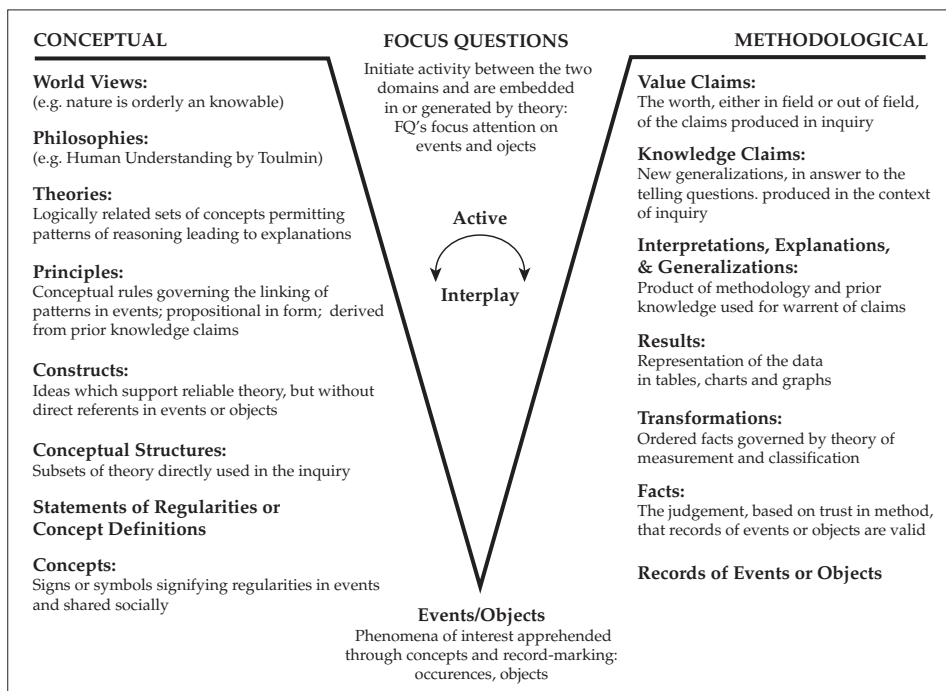 CONCEPTUAL
World Views:
(e.g. nature is orderly an knowable)
Philosophies:
(e.g. Human Understanding by Toulmin)
Theories:
Logically related sets of concepts permitting
patterns of reasoning leading to explanations
Principles:
Conceptual rules governing the linking of
patterns in events; propositional in form; derived
from prior knowledge claims
Constructs:
Ideas which support reliable theory, but without
direct referents in events or objects
Conceptual Structures:
Subsets of theory directly used in the inquiry
Statements of Regularities or
Concept Definitions
Concepts:
Signs or symbols signifying regularities in events
and shared socially
FOCUS QUESTIONS
Initiate activity between the two
domains and are embedded
in or generated by theory:
FQ's focus attention on
events and ojects
Active
Interplay
Events/Objects
Phenomena of interest apprehended
through concepts and record-marking:
occurences, objects
METHODOLOGICAL
Value Claims:
The worth, either in field or out of field,
of the claims produced in inquiry
Knowledge Claims:
New generalizations, in answer to the
telling questions. produced in the context
of inquiry
Interpretations, Explanations,
& Generalizations:
Product of methodology and prior
knowledge used for warrent of claims
Results:
Representation of the data
in tables, charts and graphs
Transformations:
Ordered facts governed by theory of
measurement and classification
Facts:
The judgement, based on trust in method,
that records of events or objects are valid
Records of Events or Objects